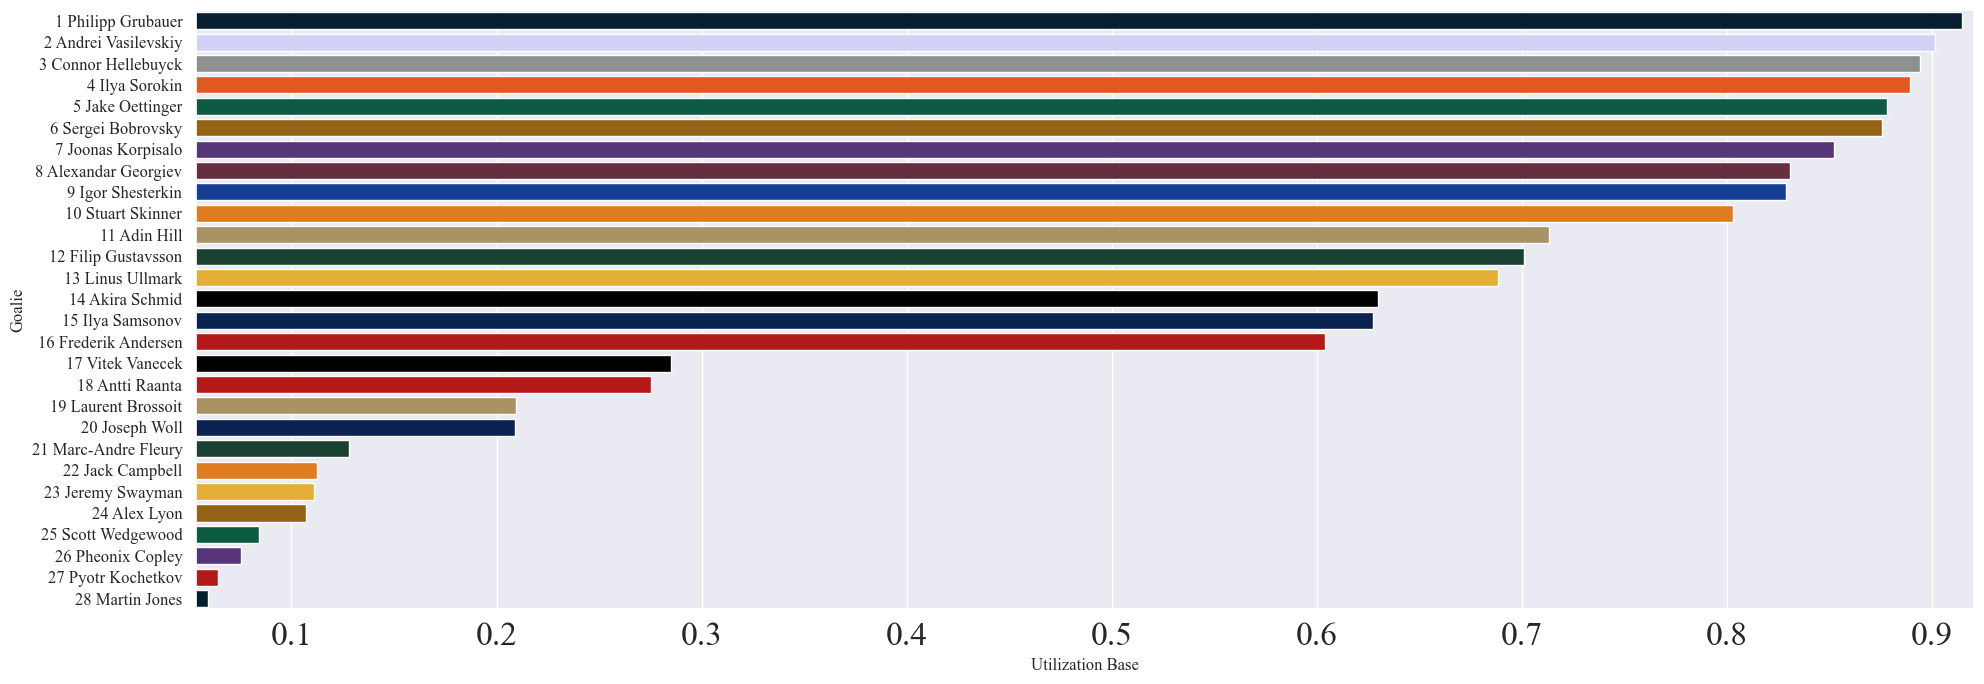 1 Philipp Grubauer
2 Andrei Vasilevskiy
3 Connor Hellebuyck
4 Ilya Sorokin
5 Jake Oettinger
6 Sergei Bobrovsky
7 Joonas Korpisalo
8 Alexandar Georgiev
9 Igor Shesterkin
10 Stuart Skinner
11 Adin Hill
12 Filip Gustavsson
13 Linus Ullmark
14 Akira Schmid
15 Ilya Samsonov
16 Frederik Andersen
17 Vitek Vanecek
18 Antti Raanta
19 Laurent Brossoit
20 Joseph Woll
21 Marc-Andre Fleury
22 Jack Campbell
23 Jeremy Swayman
24 Alex Lyon
25 Scott Wedgewood
26 Pheonix Copley
27 Pyotr Kochetkov
28 Martin Jones
Goalie
0.1 0.2 0.3 0.4 0.5 0.6 0.7 0.8 0.9
Utilization Base